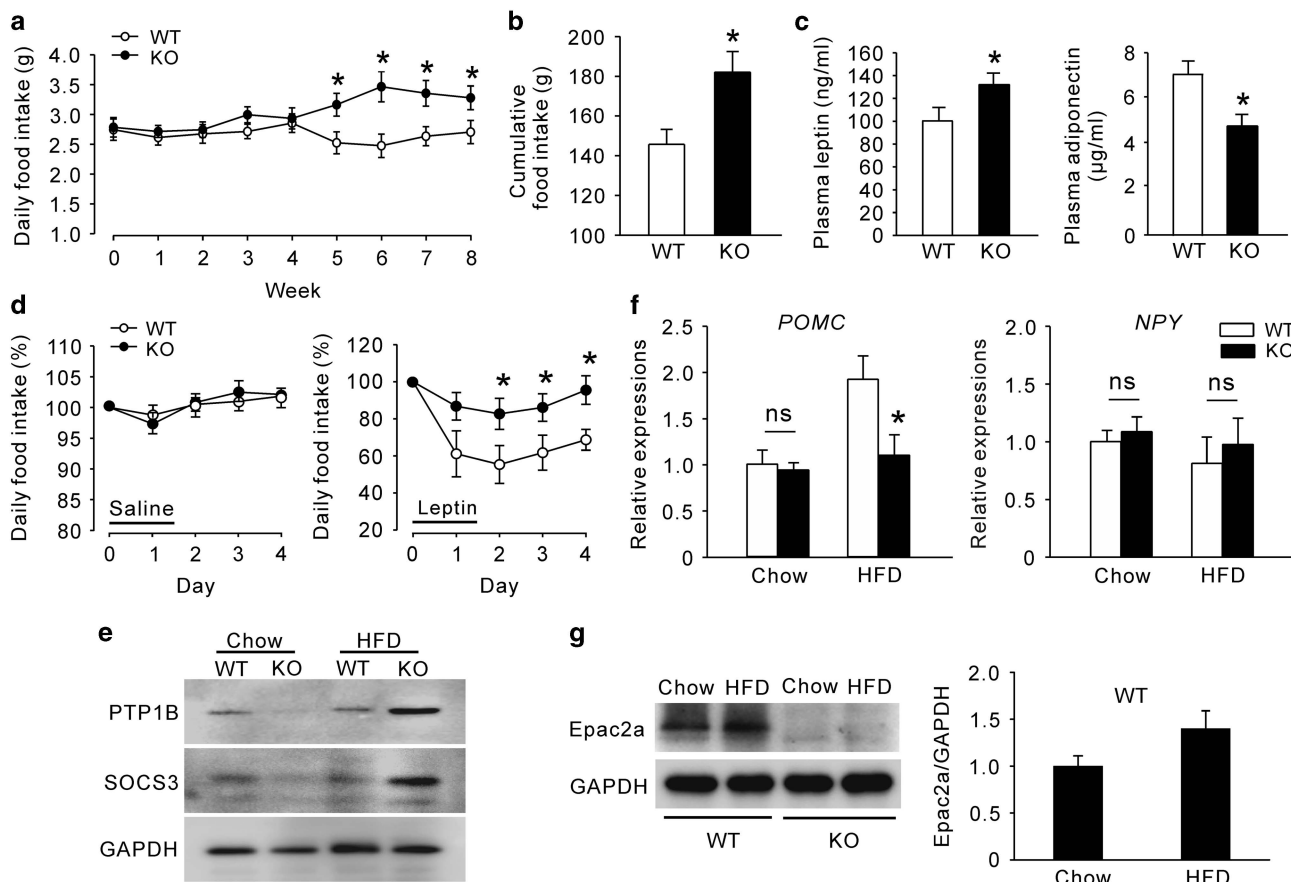 a
WT
KO
Daily food intake (g)
4.0
3.5
3.0
2.5
2.0
1.5
1.0
* * * *
0 1 2 3 4 5 6 7 8
Week
b
Cumulative
food intake (g)
200
180
160
140
120
100
*
WT KO
c
Plasma leptin (ng/ml)
160
140
120
100
80
60
40
20
0
*
WT KO
Plasma adiponectin
(µg/ml)
8
6
4
2
0
*
WT KO
d
WT
KO
Daily food intake (%)
110
105
100
95
90
85
80
Saline
0 1 2 3 4
Day
Daily food intake (%)
120
100
80
60
40
20
* * *
Leptin
0 1 2 3 4
Day
f
POMC
Relative expressions
2.5
2.0
1.5
1.0
0.5
0
ns
*
Chow HFD
NPY
WT
KO
Relative expressions
2.0
1.5
1.0
0.5
0
ns ns
Chow HFD
e
Chow HFD
WT KO WT KO
PTP1B
SOCS3
GAPDH
g
Chow HFD Chow HFD
Epac2a
GAPDH
WT KO
WT
Epac2a/GAPDH
2.0
1.5
1.0
0.5
0
Chow HFD